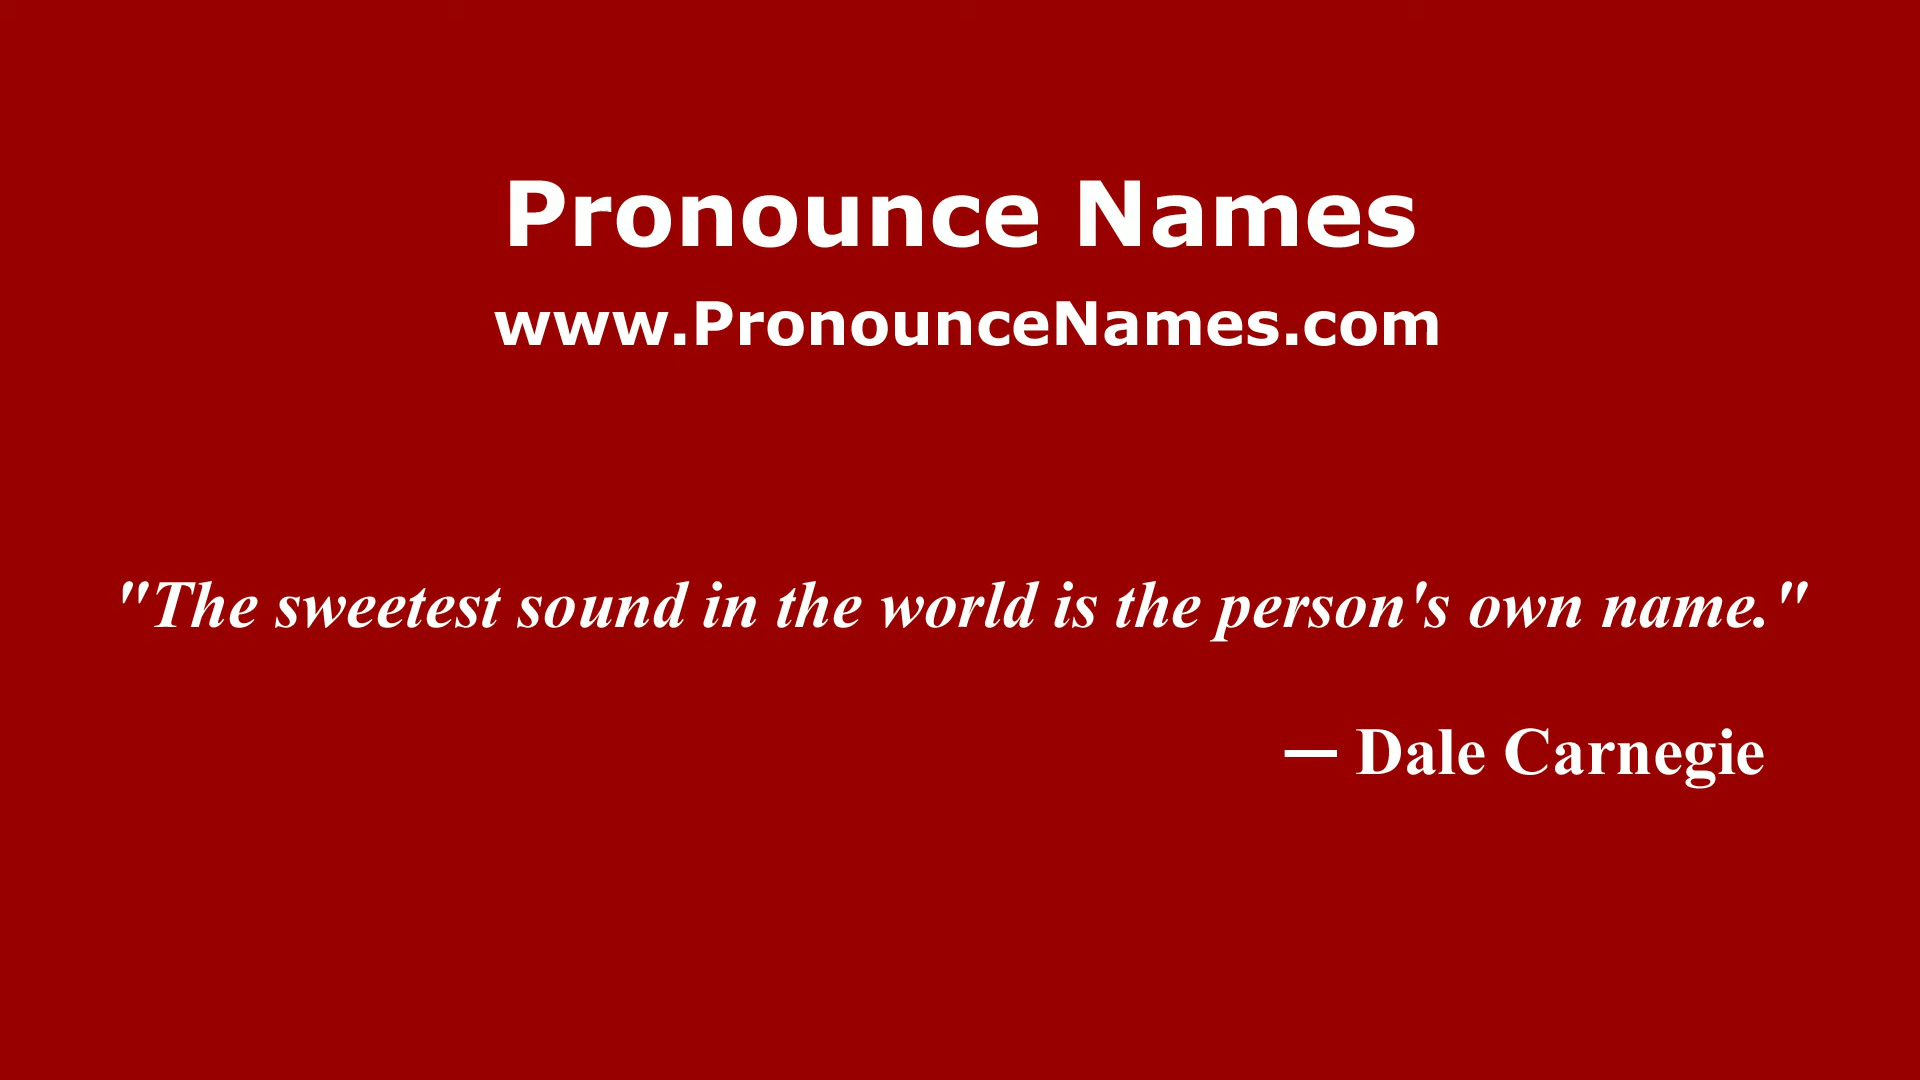 Pronounce Names
www.PronounceNames.com
"The sweetest sound in the world is the person's own name."
— Dale Carnegie